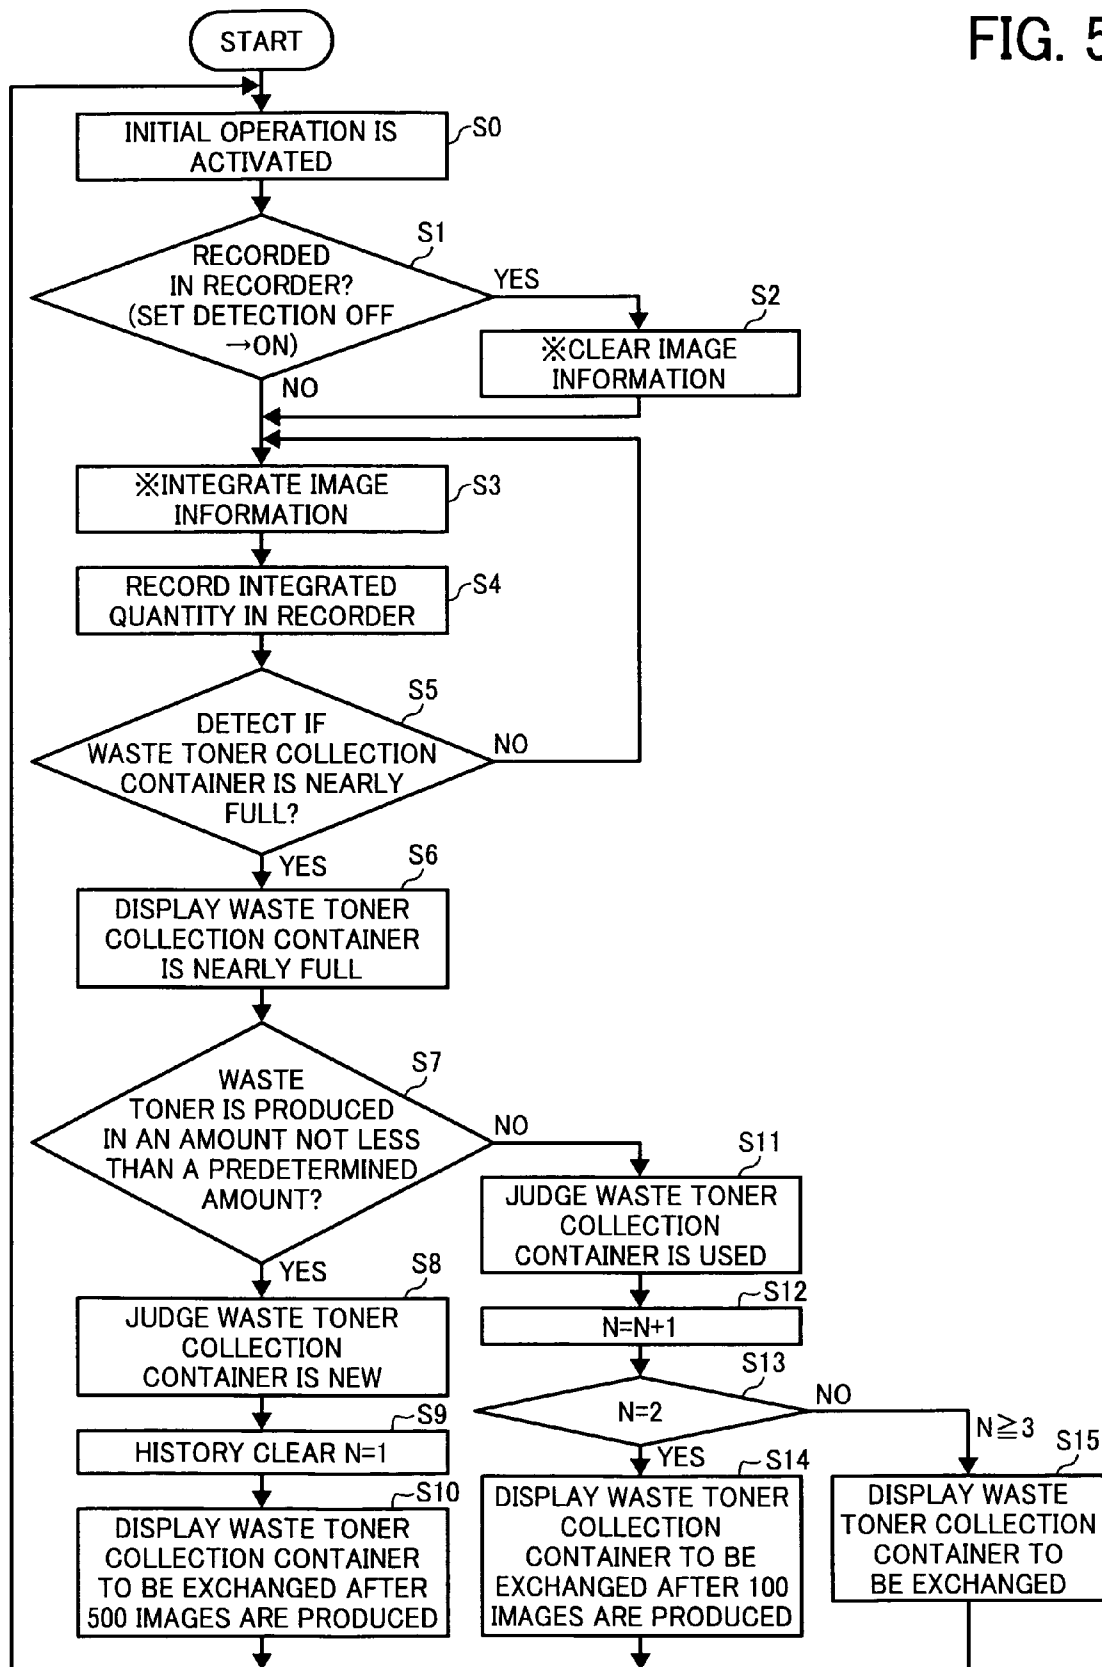 FIG. 5
START
INITIAL OPERATION IS
ACTIVATED
S0
RECORDED
IN RECORDER?
(SET DETECTION OFF
→ON)
S1
YES
NO
※CLEAR IMAGE
INFORMATION
S2
※INTEGRATE IMAGE
INFORMATION
S3
RECORD INTEGRATED
QUANTITY IN RECORDER
S4
DETECT IF
WASTE TONER COLLECTION
CONTAINER IS NEARLY
FULL?
S5
NO
YES
DISPLAY WASTE TONER
COLLECTION CONTAINER
IS NEARLY FULL
S6
WASTE
TONER IS PRODUCED
IN AN AMOUNT NOT LESS
THAN A PREDETERMINED
AMOUNT?
S7
NO
YES
JUDGE WASTE TONER
COLLECTION
CONTAINER IS NEW
S8
HISTORY CLEAR N=1
S9
DISPLAY WASTE TONER
COLLECTION CONTAINER
TO BE EXCHANGED AFTER
500 IMAGES ARE PRODUCED
S10
JUDGE WASTE TONER
COLLECTION
CONTAINER IS USED
S11
N=N+1
S12
N=2
S13
NO
YES
N≧3
DISPLAY WASTE TONER
COLLECTION
CONTAINER TO BE
EXCHANGED AFTER 100
IMAGES ARE PRODUCED
S14
DISPLAY WASTE
TONER COLLECTION
CONTAINER TO
BE EXCHANGED
S15